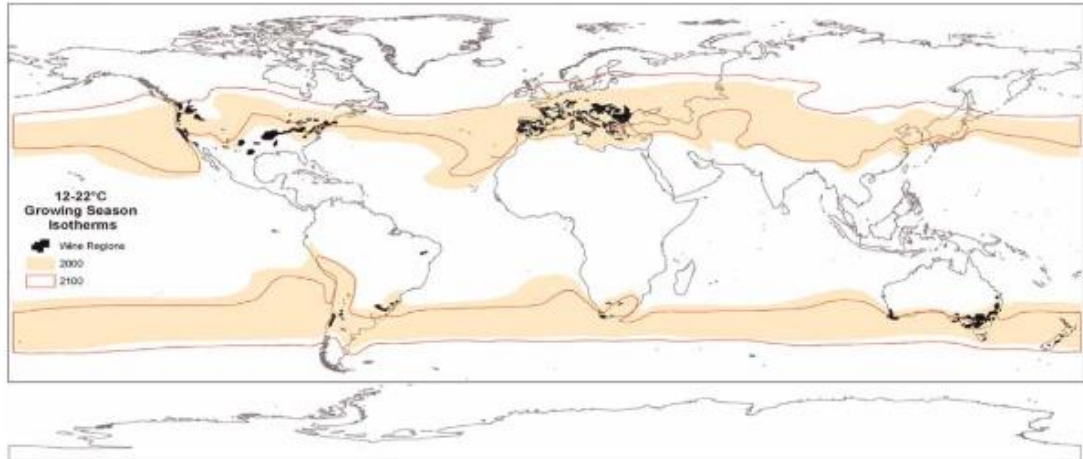 12-22°C
Growing Season
Isotherms
Wine Regions
2000
2100